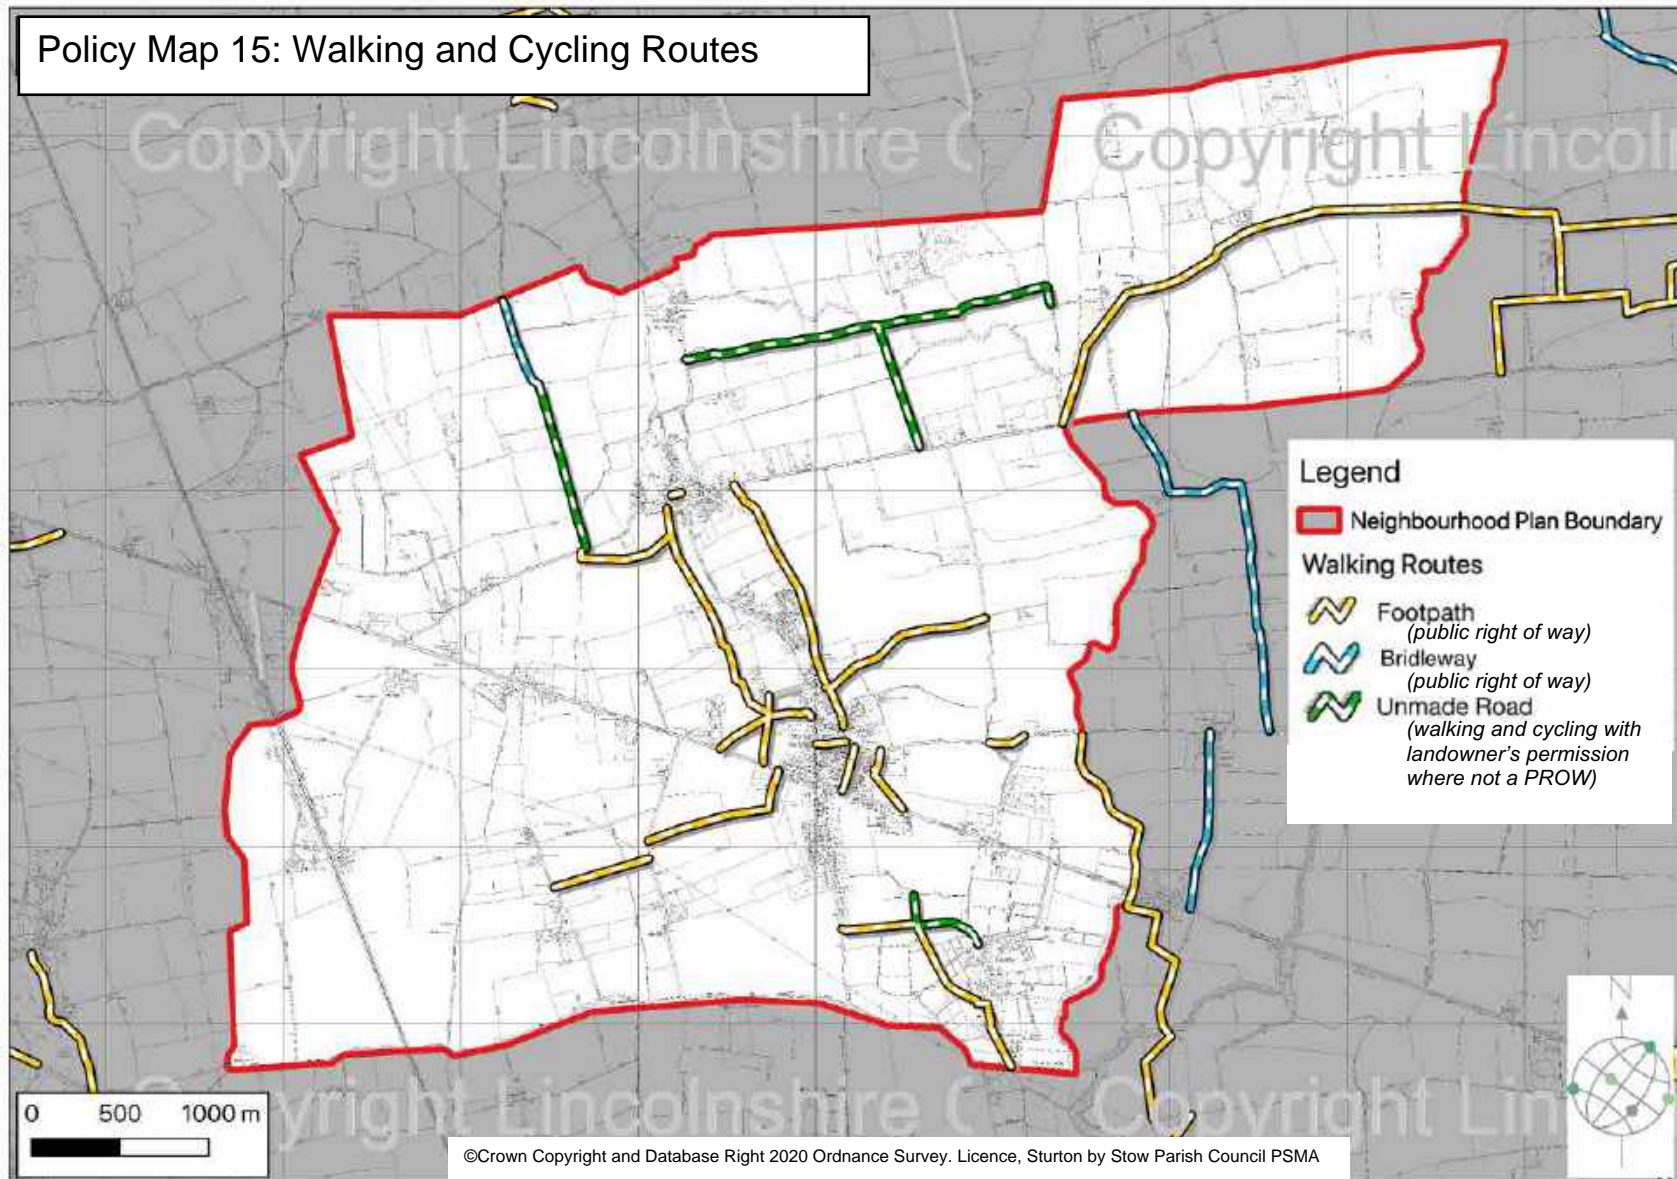 Policy Map 15: Walking and Cycling Routes
Copyright Lincolnshire C
Copyright Lincoln
Legend
Neighbourhood Plan Boundary
Walking Routes
Footpath
(public right of way)
Bridleway
(public right of way)
Unmade Road
(walking and cycling with
landowner's permission
where not a PROW)
N
0 500 1000 m
pyright Lincolnshire C
Copyright Lin
©Crown Copyright and Database Right 2020 Ordnance Survey. Licence, Sturton by Stow Parish Council PSMA